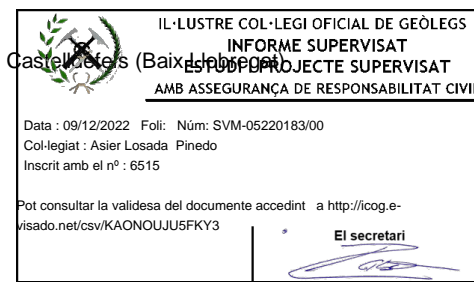 IL·LUSTRE COL·LEGI OFICIAL DE GEÒLEGS
INFORME SUPERVISAT
Castelldefels (Baix Llobregat)
ESTUDI I PROJECTE SUPERVISAT
AMB ASSEGURANÇA DE RESPONSABILITAT CIVI
Data : 09/12/2022 Foli: Núm: SVM-05220183/00
Col·legiat : Asier Losada Pinedo
Inscrit amb el nº : 6515
Pot consultar la validesa del documente accedint a http://icog.e-
visado.net/csv/KAONOUJU5FKY3
El secretari